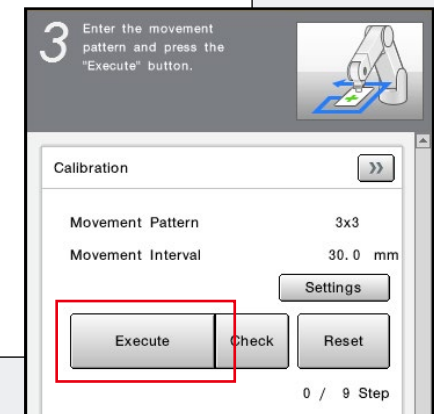 3
Enter the movement
pattern and press the
"Execute" button.
Calibration
Movement Pattern 3x3
Movement Interval 30.0 mm
Settings
Execute Check Reset
0 / 9 Step